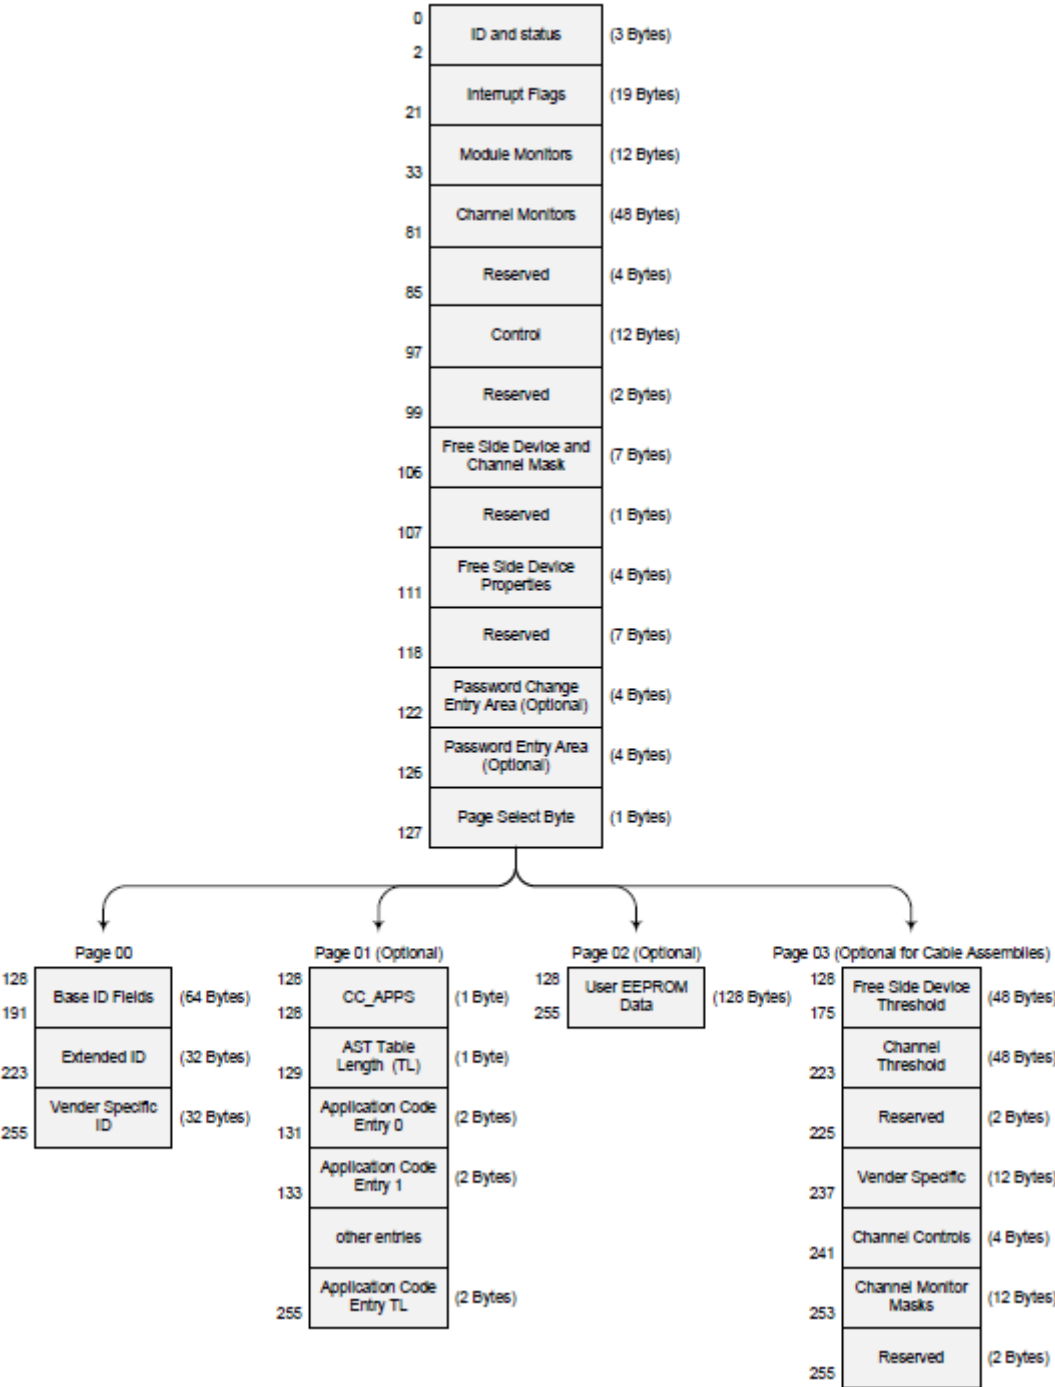 0
ID and status (3 Bytes)
2
Interrupt Flags (19 Bytes)
21
Module Monitors (12 Bytes)
33
Channel Monitors (48 Bytes)
81
Reserved (4 Bytes)
85
Control (12 Bytes)
97
Reserved (2 Bytes)
99
Free Side Device and
Channel Mask
(7 Bytes)
106
Reserved (1 Bytes)
107
Free Side Device
Properties
(4 Bytes)
111
Reserved (7 Bytes)
118
Password Change
Entry Area (Optional)
(4 Bytes)
122
Password Entry Area
(Optional)
(4 Bytes)
126
Page Select Byte (1 Bytes)
127
Page 00
128
Base ID Fields (64 Bytes)
191
Extended ID (32 Bytes)
223
Vender Specific
ID
(32 Bytes)
255
Page 01 (Optional)
128
CC_APPS (1 Byte)
128
AST Table
Length (TL)
(1 Byte)
129
Application Code
Entry 0
(2 Bytes)
131
Application Code
Entry 1
(2 Bytes)
133
other entries
Application Code
Entry TL
(2 Bytes)
255
Page 02 (Optional)
128
User EEPROM
Data
(128 Bytes)
255
Page 03 (Optional for Cable Assemblies)
128
Free Side Device
Threshold
(48 Bytes)
175
Channel
Threshold
(48 Bytes)
223
Reserved (2 Bytes)
225
Vender Specific (12 Bytes)
237
Channel Controls (4 Bytes)
241
Channel Monitor
Masks
(12 Bytes)
253
Reserved (2 Bytes)
255